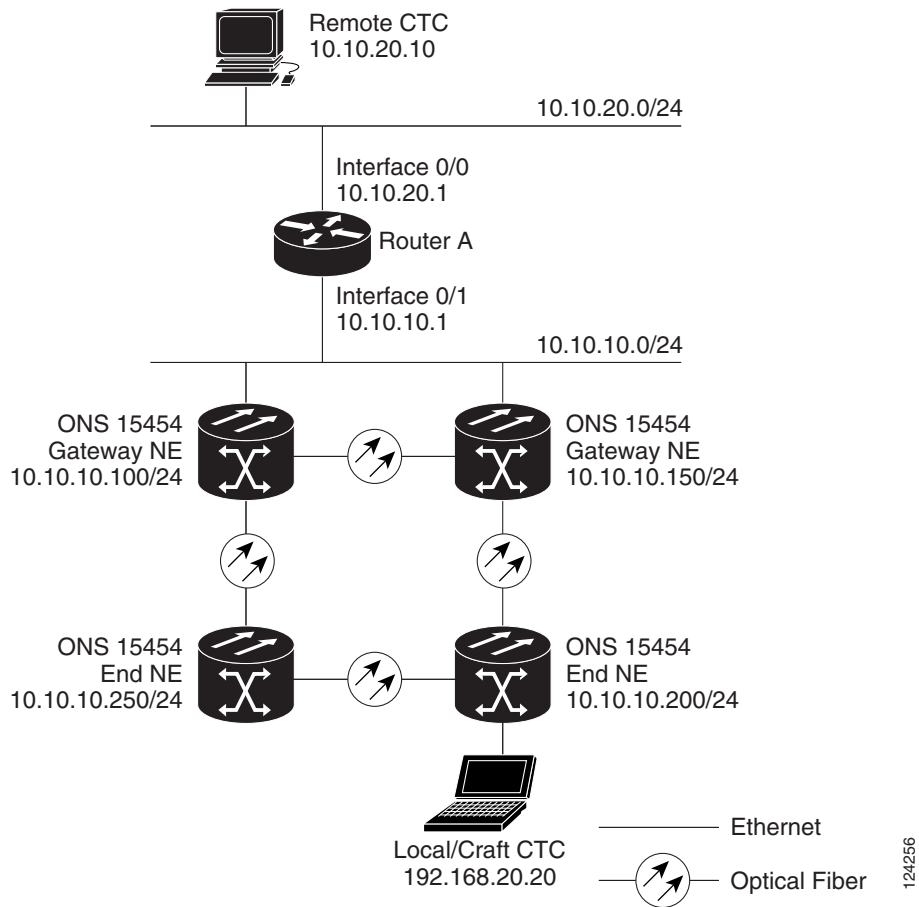 Remote CTC
10.10.20.10
10.10.20.0/24
Interface 0/0
10.10.20.1
Router A
Interface 0/1
10.10.10.1
10.10.10.0/24
ONS 15454
Gateway NE
10.10.10.100/24
ONS 15454
Gateway NE
10.10.10.150/24
ONS 15454
End NE
10.10.10.250/24
ONS 15454
End NE
10.10.10.200/24
Local/Craft CTC
192.168.20.20
Ethernet
Optical Fiber
124256